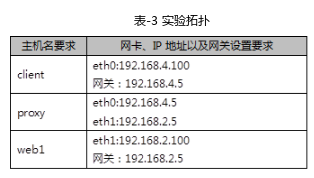 表-3 实验拓扑
主机名要求 网卡、IP 地址以及网关设置要求
client
eth0:192.168.4.100
网关：192.168.4.5
proxy
eth0:192.168.4.5
eth1:192.168.2.5
web1
eth1:192.168.2.100
网关：192.168.2.5